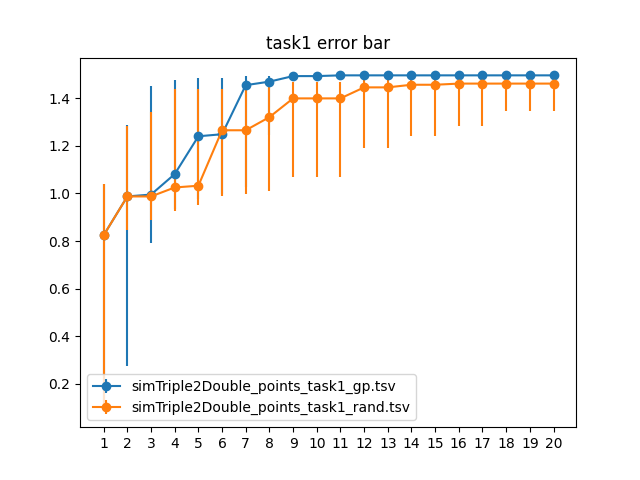 task1 error bar
1.4
1.2
1.0
0.8
0.6
0.4
0.2
simTriple2Double_points_task1_gp.tsv
simTriple2Double_points_task1_rand.tsv
1 2 3 4 5 6 7 8 9 10 11 12 13 14 15 16 17 18 19 20